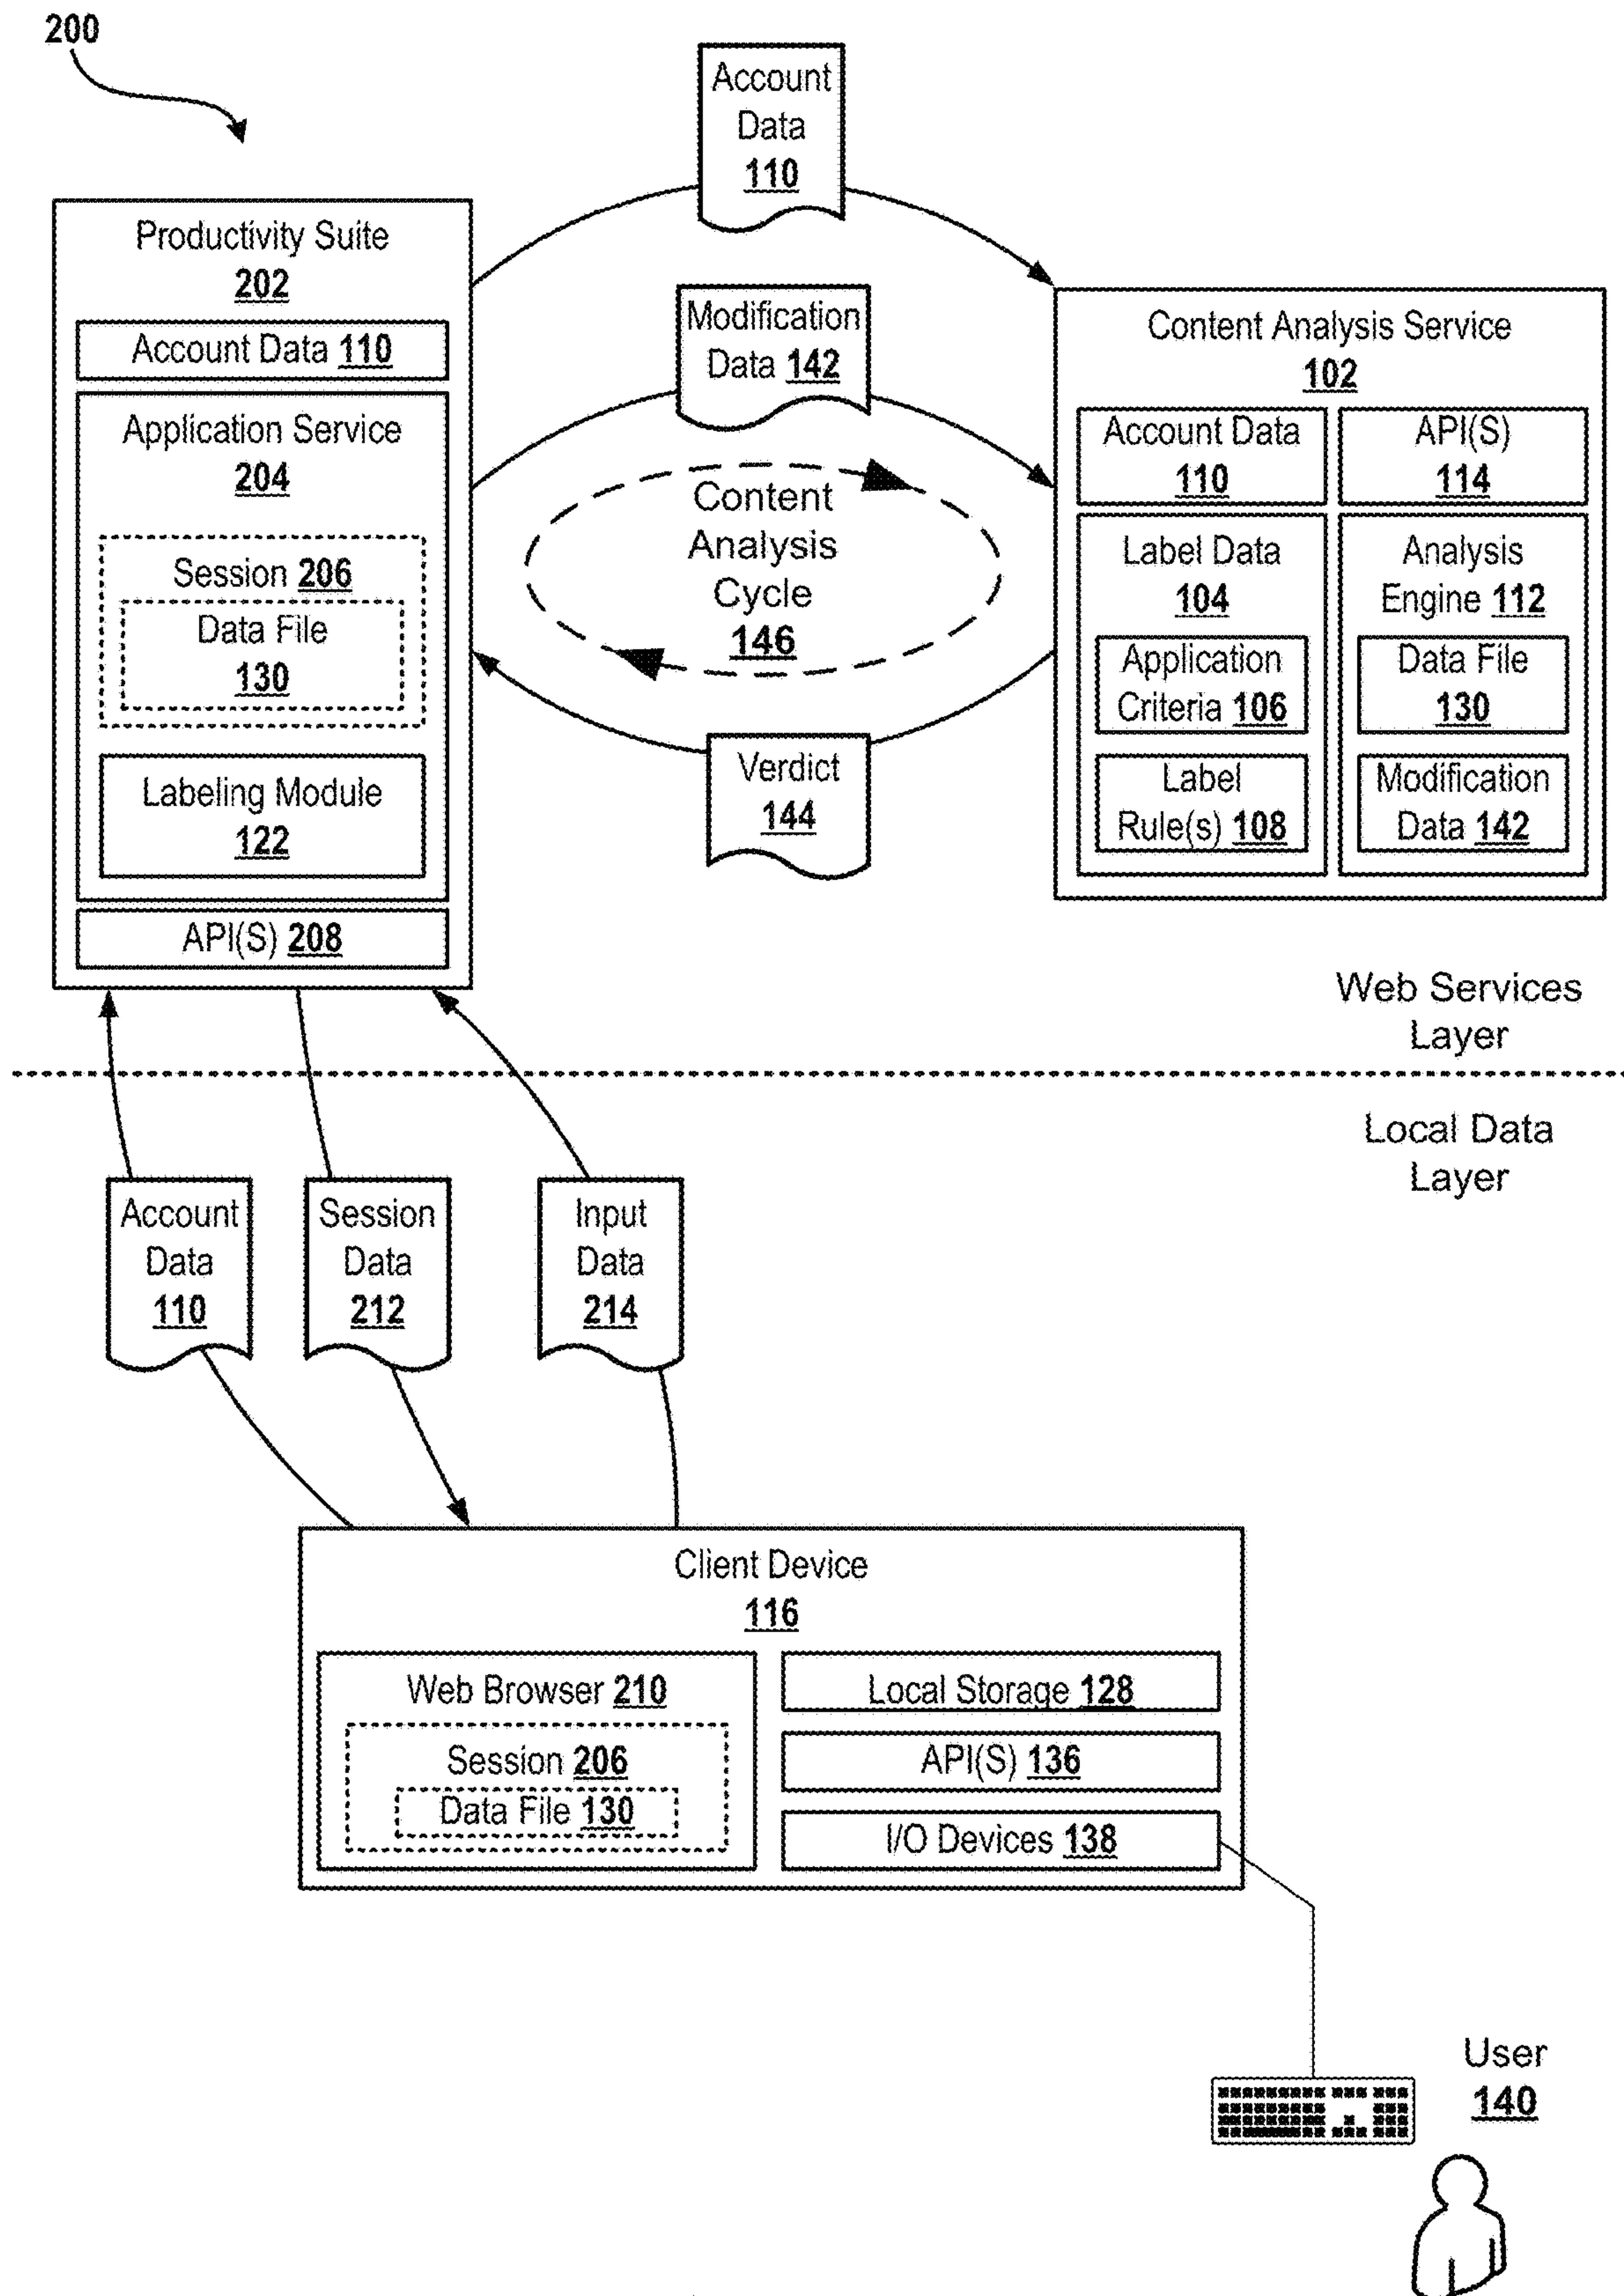 200
Account
Data
110
Productivity Suite
202
Account Data 110
Application Service
204
Session 206
Data File
130
Labeling Module
122
API(S) 208
Modification
Data 142
Content
Analysis
Cycle
146
Verdict
144
Content Analysis Service
102
Account Data
110
API(S)
114
Label Data
104
Application
Criteria 106
Label
Rule(s) 108
Analysis
Engine 112
Data File
130
Modification
Data 142
Web Services
Layer
Local Data
Layer
Account
Data
110
Session
Data
212
Input
Data
214
Client Device
116
Web Browser 210
Session 206
Data File 130
Local Storage 128
API(S) 136
I/O Devices 138
User
140